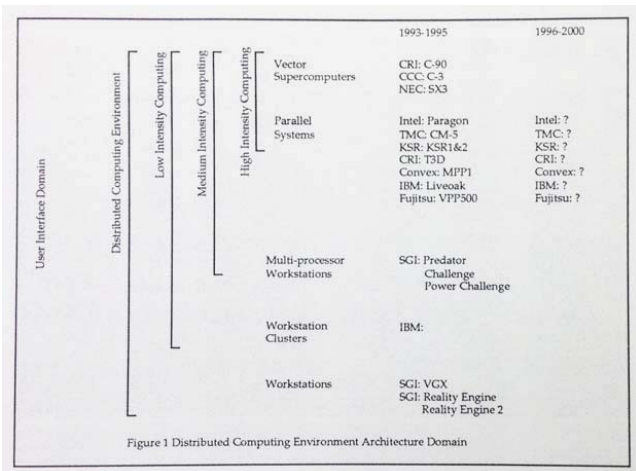 1993-1995 1996-2000
User Interface Domain
Distributed Computing Environment
Low Intensity Computing
Medium Intensity Computing
High Intensity Computing
Vector CRI: C-90
Supercomputers CCC: C-3
NEC: SX3
Parallel Intel: Paragon Intel: ?
Systems TMC: CM-5 TMC: ?
KSR: KSR1&2 KSR: ?
CRI: T3D CRI: ?
Convex: MPP1 Convex: ?
IBM: Liveoak IBM: ?
Fujitsu: VPP500 Fujitsu: ?
Multi-processor SGI: Predator
Workstations Challenge
Power Challenge
Workstation IBM:
Clusters
Workstations SGI: VGX
SGI: Reality Engine
Reality Engine 2
Figure 1 Distributed Computing Environment Architecture Domain